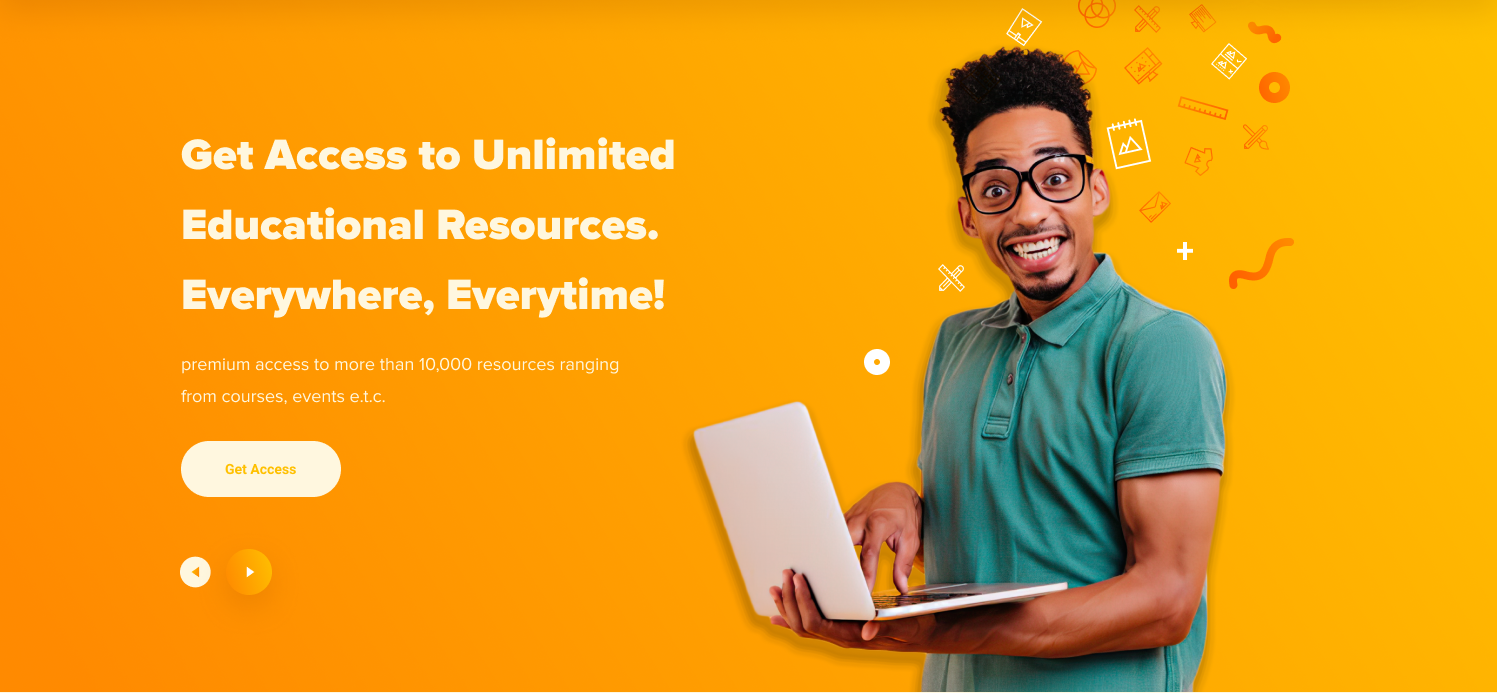 Get Access to Unlimited
Educational Resources.
Everywhere, Everytime!
premium access to more than 10,000 resources ranging
from courses, events e.t.c.
Get Access